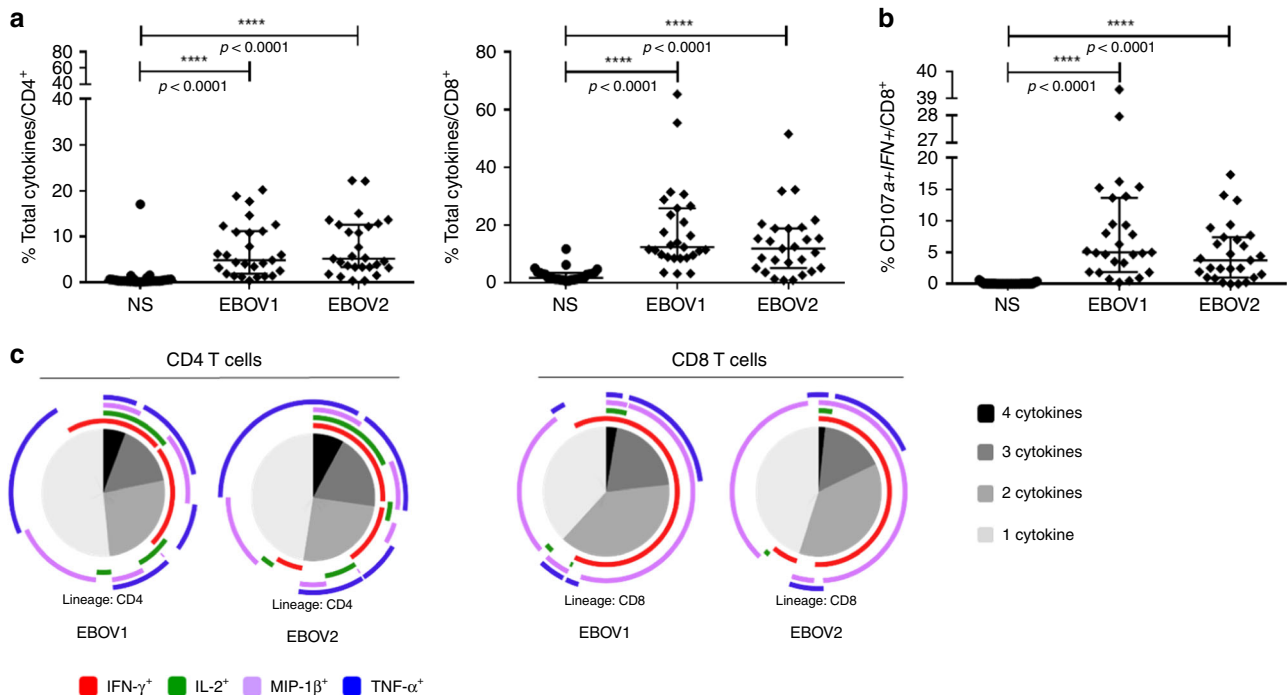 a
****
p < 0.0001
****
p < 0.0001
% Total cytokines/CD4⁺
80
60
40
40
30
20
10
0
NS
EBOV1
EBOV2
****
p < 0.0001
****
p < 0.0001
% Total cytokines/CD8⁺
80
60
40
20
0
NS
EBOV1
EBOV2
b
****
p < 0.0001
****
p < 0.0001
% CD107a+IFN+/CD8⁺
40
39
28
27
20
15
10
5
0
NS
EBOV1
EBOV2
c
CD4 T cells
Lineage: CD4
EBOV1
Lineage: CD4
EBOV2
CD8 T cells
Lineage: CD8
EBOV1
Lineage: CD8
EBOV2
4 cytokines
3 cytokines
2 cytokines
1 cytokine
IFN-γ⁺
IL-2⁺
MIP-1β⁺
TNF-α⁺